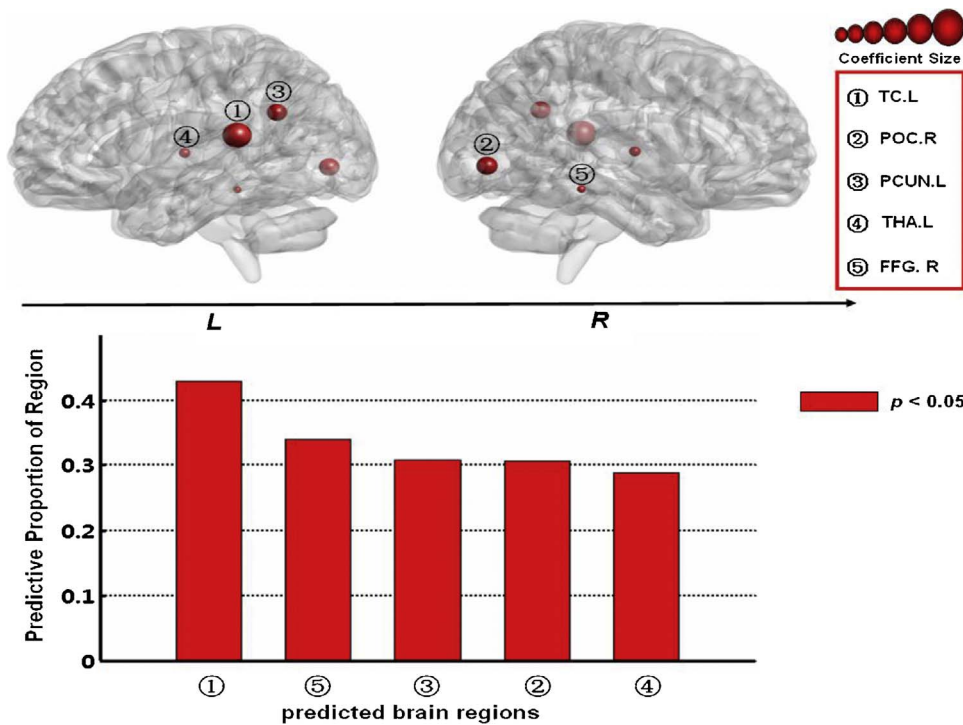 ③
①
④
②
⑤
Coefficient Size
① TC.L
② POC.R
③ PCUN.L
④ THA.L
⑤ FFG. R
L R
Predictive Proportion of Region
0.4
0.3
0.2
0.1
0
p < 0.05
① ⑤ ③ ② ④
predicted brain regions